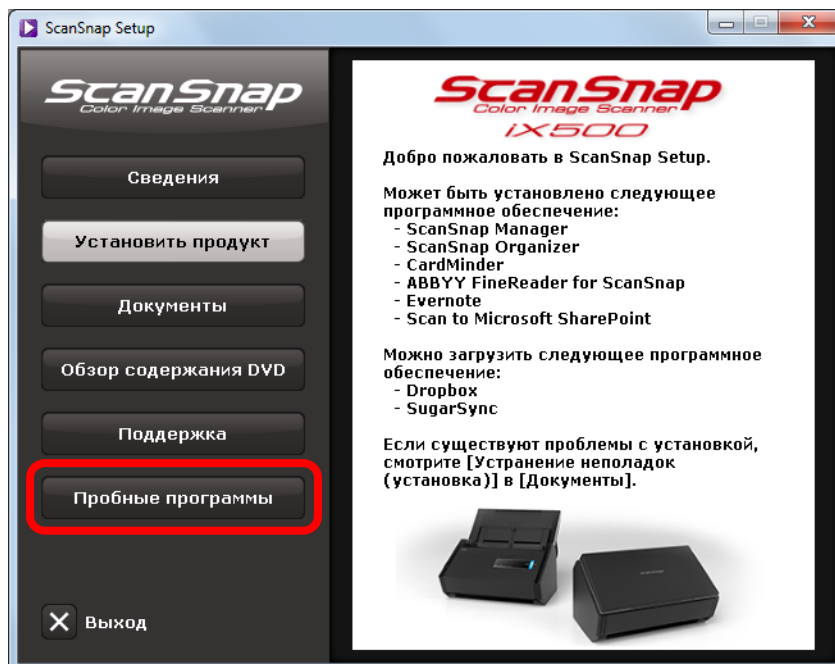 ScanSnap Setup
ScanSnap
Color Image Scanner
Сведения
Установить продукт
Документы
Обзор содержания DVD
Поддержка
Пробные программы
Выход
ScanSnap
Color Image Scanner
iX500
Добро пожаловать в ScanSnap Setup.
Может быть установлено следующее
программное обеспечение:
- ScanSnap Manager
- ScanSnap Organizer
- CardMinder
- ABBYY FineReader for ScanSnap
- Evernote
- Scan to Microsoft SharePoint
Можно загрузить следующее программное
обеспечение:
- Dropbox
- SugarSync
Если существуют проблемы с установкой,
смотрите [Устранение неполадок
(установка)] в [Документы].